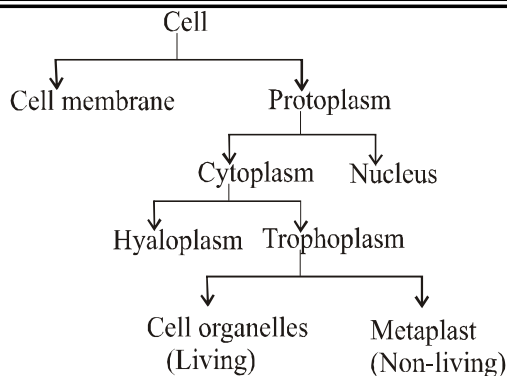 Cell
Cell membrane Protoplasm
Cytoplasm Nucleus
Hyaloplasm Trophoplasm
Cell organelles
(Living)
Metaplast
(Non-living)